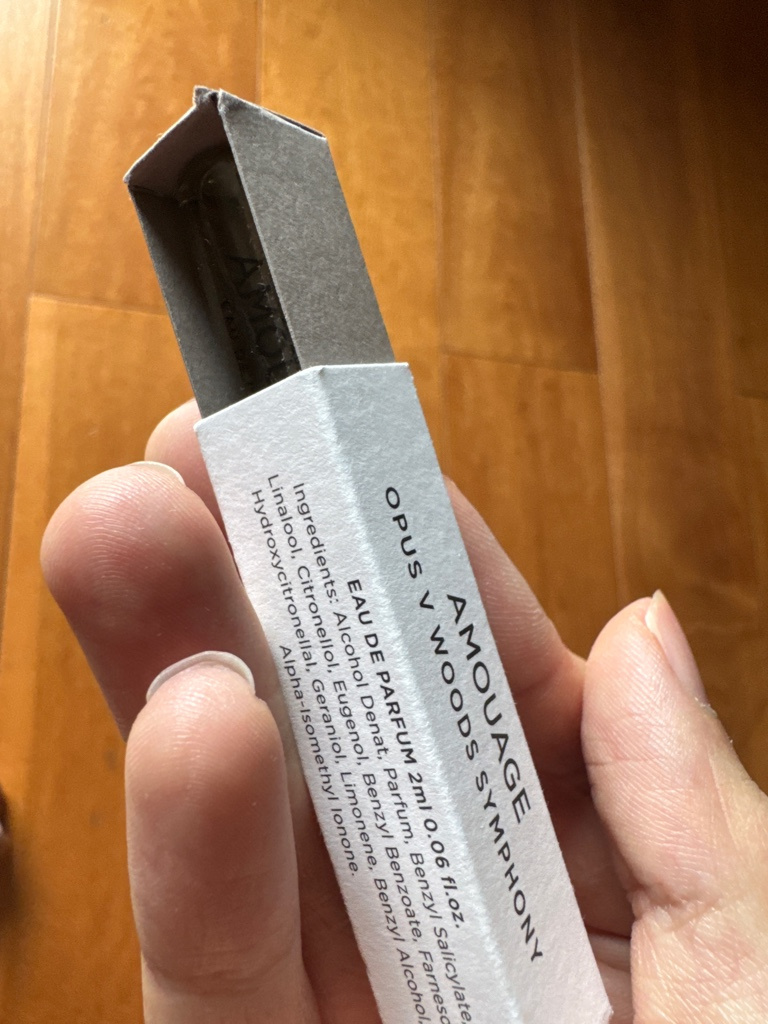 AMOUAGE
OPUS V WOODS SYMPHONY
EAU DE PARFUM 2ml 0.06 fl.oz.
Ingredients: Alcohol Denat, Parfum, Benzyl Salicylate,
Linalool, Citronellol, Eugenol, Benzyl Benzoate,
Hydroxycitronellal, Geraniol, Limonene, Benzyl Alcohol,
Alpha-Isomethyl Ionone.
AMOU